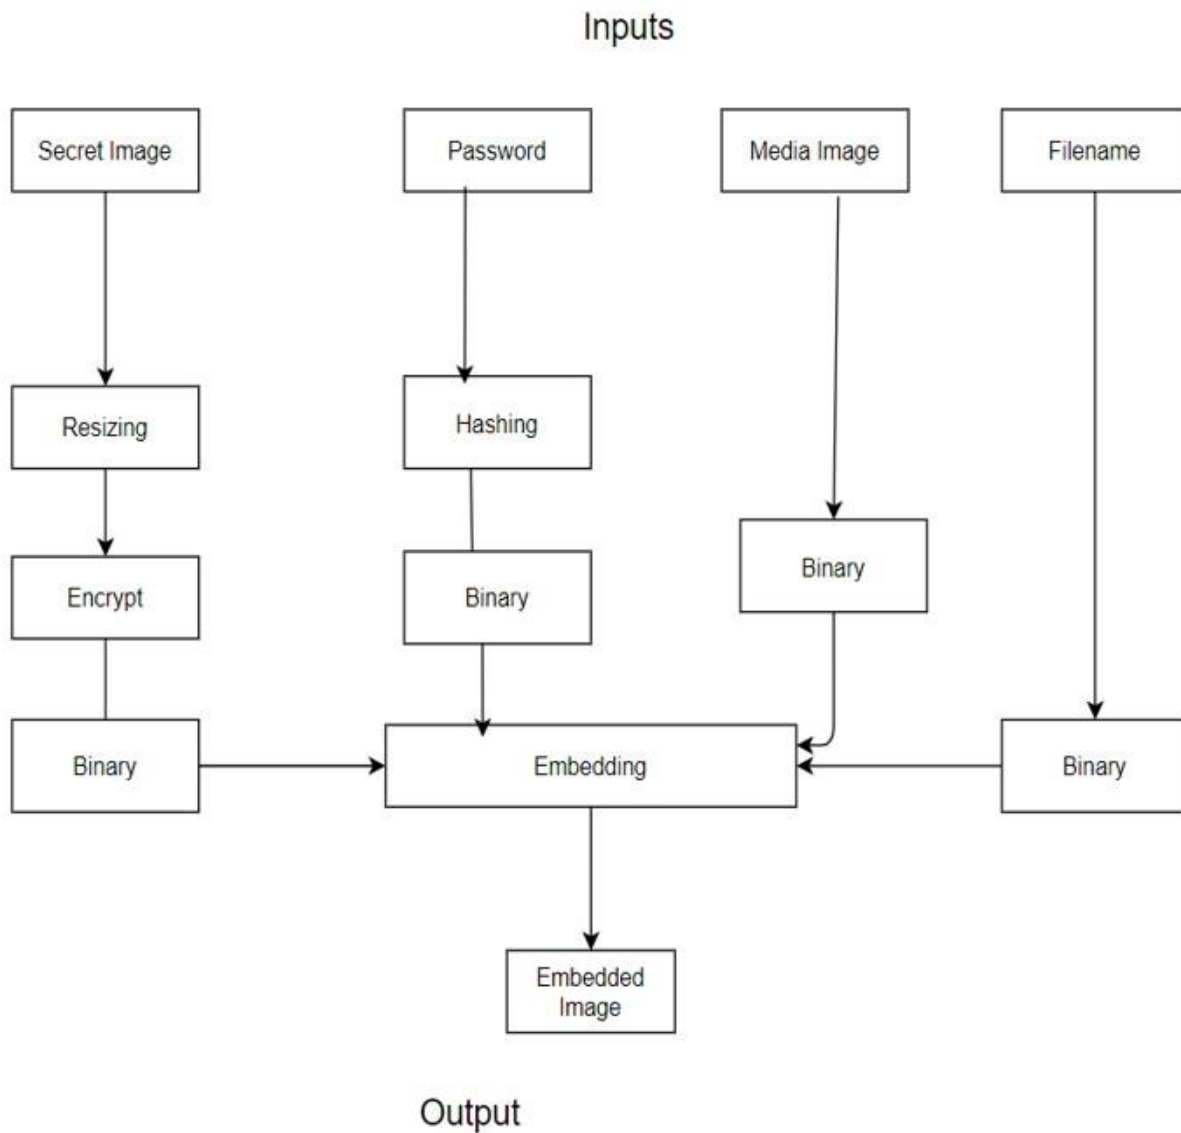 Inputs
Secret Image
Password
Media Image
Filename
Resizing
Hashing
Encrypt
Binary
Binary
Binary
Embedding
Binary
Embedded
Image
Output